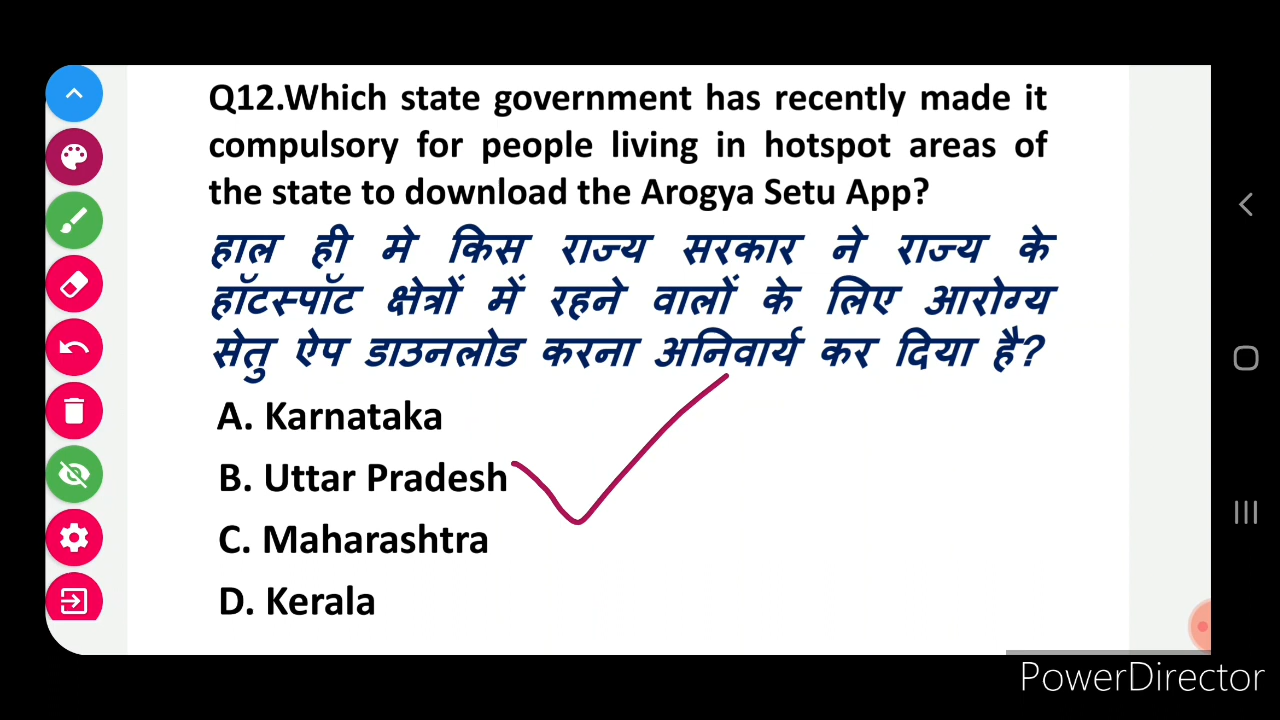 Q12.Which state government has recently made it
compulsory for people living in hotspot areas of
the state to download the Arogya Setu App?
हाल ही मे किस राज्य सरकार ने राज्य के
हॉटस्पॉट क्षेत्रों में रहने वालों के लिए आरोग्य
सेतु ऐप डाउनलोड करना अनिवार्य कर दिया है?
A. Karnataka
B. Uttar Pradesh
C. Maharashtra
D. Kerala
PowerDirector